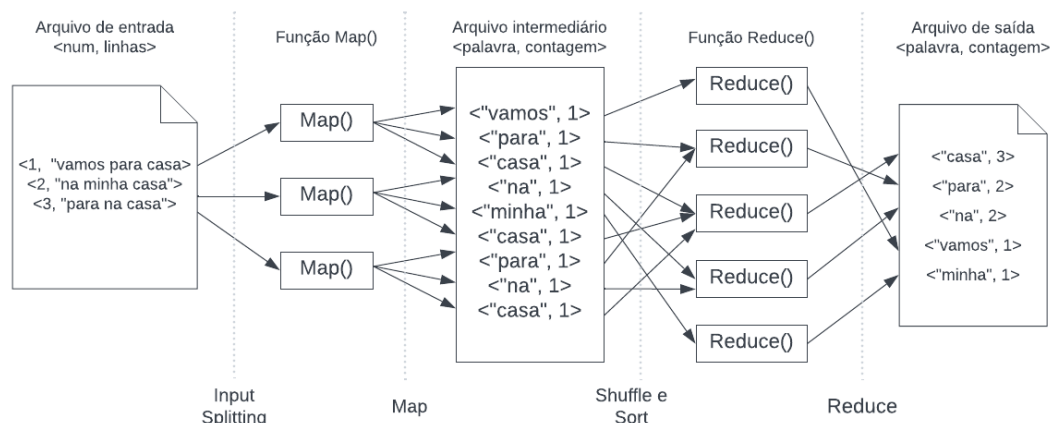 Arquivo de entrada
<num, linhas>
Função Map()
Arquivo intermediário
<palavra, contagem>
Função Reduce()
Arquivo de saída
<palavra, contagem>
<1, "vamos para casa>
<2, "na minha casa">
<3, "para na casa">
Map()
Map()
Map()
<"vamos", 1>
<"para", 1>
<"casa", 1>
<"na", 1>
<"minha", 1>
<"casa", 1>
<"para", 1>
<"na", 1>
<"casa", 1>
Reduce()
Reduce()
Reduce()
Reduce()
Reduce()
<"casa", 3>
<"para", 2>
<"na", 2>
<"vamos", 1>
<"minha", 1>
Input
Splitting
Map
Shuffle e
Sort
Reduce